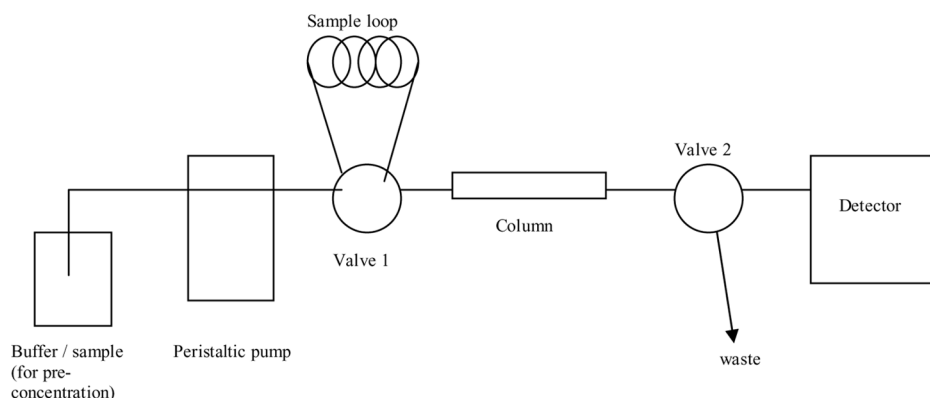 Sample loop
Valve 2
Detector
Column
Valve 1
Buffer / sample
(for pre-
concentration)
Peristaltic pump
waste